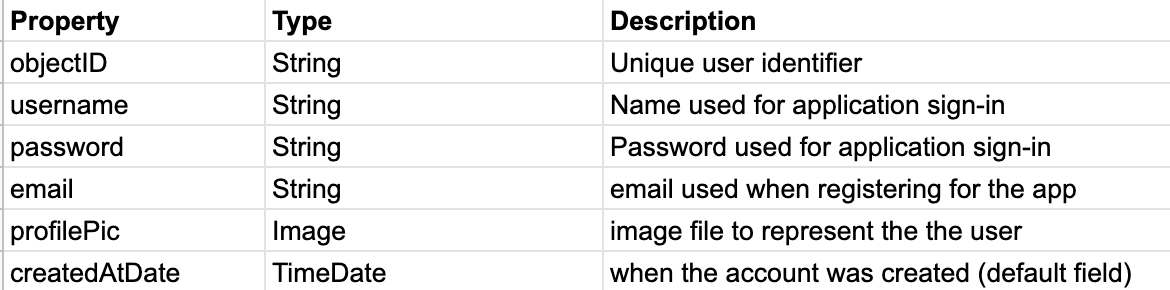 Property Type Description
objectID String Unique user identifier
username String Name used for application sign-in
password String Password used for application sign-in
email String email used when registering for the app
profilePic Image image file to represent the the user
createdAtDate TimeDate when the account was created (default field)